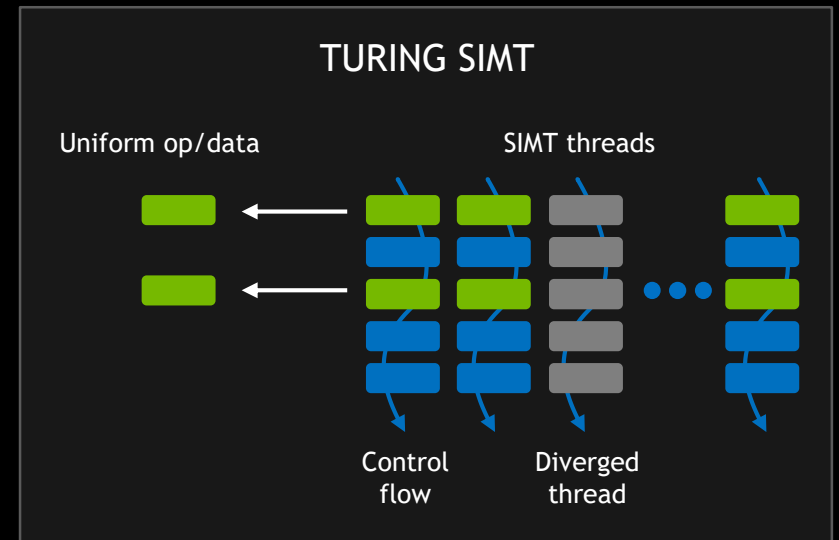 TURING SIMT
Uniform op/data
SIMT threads
Control
flow
Diverged
thread